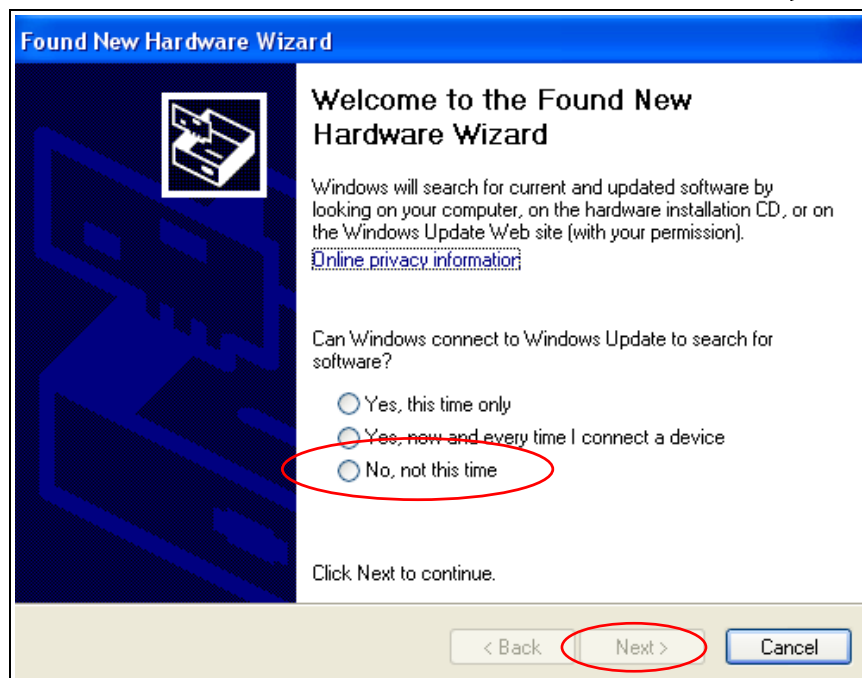 Found New Hardware Wizard
Welcome to the Found New
Hardware Wizard
Windows will search for current and updated software by
looking on your computer, on the hardware installation CD, or on
the Windows Update Web site (with your permission).
Online privacy information
Can Windows connect to Windows Update to search for
software?
Yes, this time only
Yes, now and every time I connect a device
No, not this time
Click Next to continue.
< Back Next > Cancel